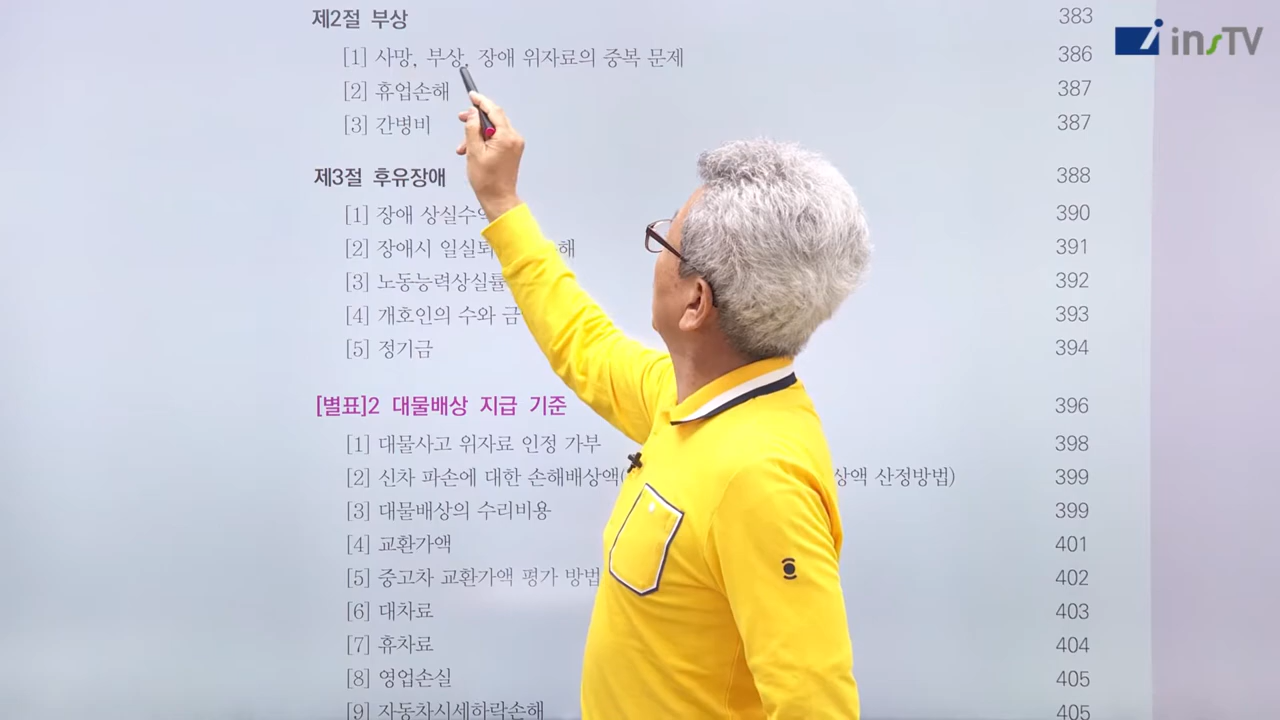 제2절 부상 383
insTV
[1] 사망, 부상, 장애 위자료의 중복 문제 386
[2] 휴업손해 387
[3] 간병비 387
제3절 후유장애 388
[1] 장애 상실수 390
[2] 장애시 일실퇴 해 391
[3] 노동능력상실률 392
[4] 개호인의 수와 금 393
[5] 정기금 394
[별표]2 대물배상 지급 기준 396
[1] 대물사고 위자료 인정 가부 398
[2] 신차 파손에 대한 손해배상액( 상액 산정방법) 399
[3] 대물배상의 수리비용 399
[4] 교환가액 401
[5] 중고차 교환가액 평가 방법 402
[6] 대차료 403
[7] 휴차료 404
[8] 영업손실 405
[9] 자동차시세하락손해 405